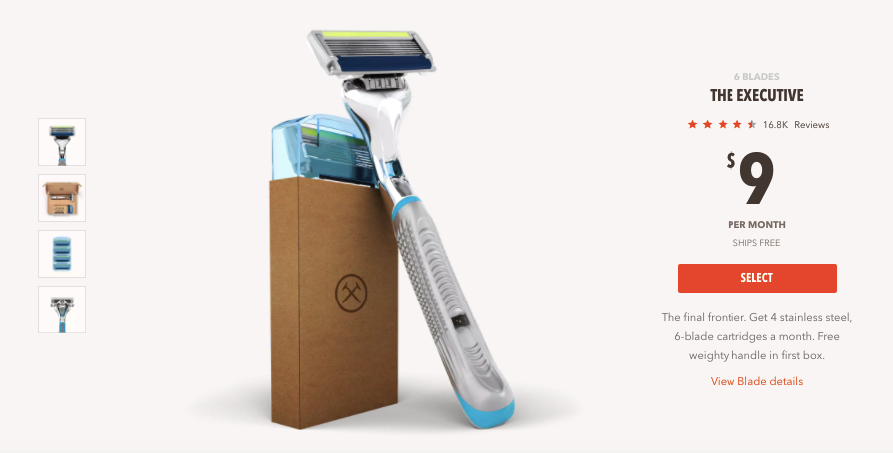 6 BLADES
THE EXECUTIVE
16.8K Reviews
$9
PER MONTH
SHIPS FREE
SELECT
The final frontier. Get 4 stainless steel,
6-blade cartridges a month. Free
weighty handle in first box.
View Blade details